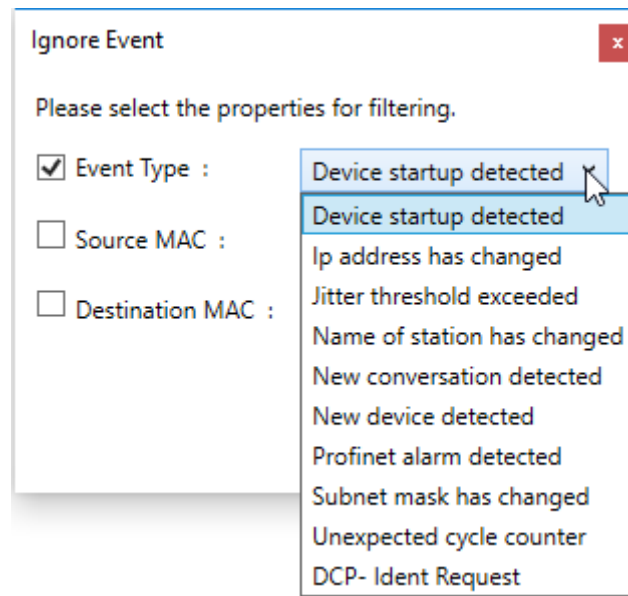 Ignore Event
x
Please select the properties for filtering.
Event Type :
Device startup detected
Device startup detected
Source MAC :
Ip address has changed
Destination MAC :
Jitter threshold exceeded
Name of station has changed
New conversation detected
New device detected
Profinet alarm detected
Subnet mask has changed
Unexpected cycle counter
DCP- Ident Request